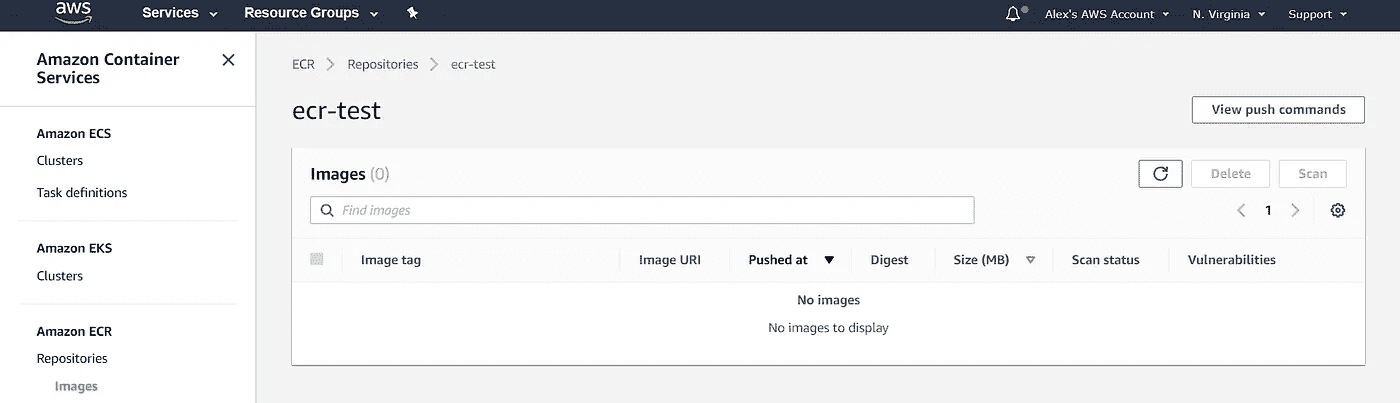 aws Services Resource Groups Alex's AWS Account N. Virginia Support
Amazon Container
Services
Amazon ECS
Clusters
Task definitions
Amazon EKS
Clusters
Amazon ECR
Repositories
Images
ECR Repositories ecr-test
ecr-test
View push commands
Images (0)
Delete Scan
Find images
1
Image tag Image URI Pushed at Digest Size (MB) Scan status Vulnerabilities
No images
No images to display